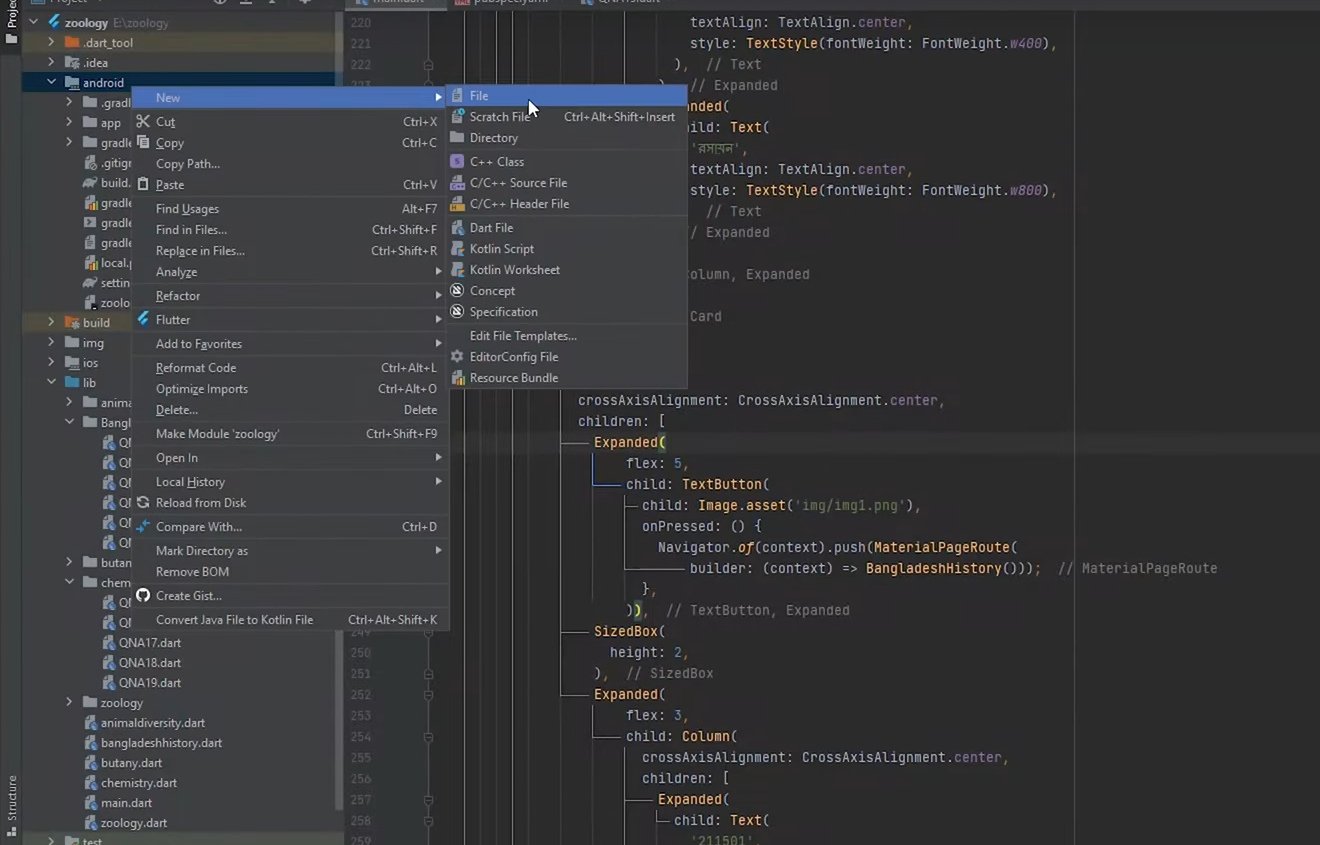 Project
main.dart
pubspec.yaml
QNA19.dart
zoology E:\zoology
.dart_tool
.idea
android
.gradl
app
gradle
.gitign
build.
gradle
gradle
gradle
local.p
settin
zoolo
build
img
ios
lib
anima
Bangl
QN
QN
QN
QN
QN
QN
butan
chem
QN
QN
QNA17.dart
QNA18.dart
QNA19.dart
zoology
animaldiversity.dart
bangladeshhistory.dart
butany.dart
chemistry.dart
main.dart
zoology.dart
test
Structure
New
Cut Ctrl+X
Copy Ctrl+C
Copy Path...
Paste Ctrl+V
Find Usages Alt+F7
Find in Files... Ctrl+Shift+F
Replace in Files... Ctrl+Shift+R
Analyze
Refactor
Flutter
Add to Favorites
Reformat Code Ctrl+Alt+L
Optimize Imports Ctrl+Alt+O
Delete... Delete
Make Module 'zoology' Ctrl+Shift+F9
Open In
Local History
Reload from Disk
Compare With... Ctrl+D
Mark Directory as
Remove BOM
Create Gist...
Convert Java File to Kotlin File Ctrl+Alt+Shift+K
File
Scratch File Ctrl+Alt+Shift+Insert
Directory
C++ Class
C/C++ Source File
C/C++ Header File
Dart File
Kotlin Script
Kotlin Worksheet
Concept
Specification
Edit File Templates...
EditorConfig File
Resource Bundle
220 textAlign: TextAlign.center,
221 style: TextStyle(fontWeight: FontWeight.w400),
222 ), // Text
223 ), // Expanded
nded(
ild: Text(
'রসায়ন',
textAlign: TextAlign.center,
style: TextStyle(fontWeight: FontWeight.w800),
// Text
// Expanded
olumn, Expanded
Card
crossAxisAlignment: CrossAxisAlignment.center,
children: [
Expanded(
flex: 5,
child: TextButton(
child: Image.asset('img/img1.png'),
onPressed: () {
Navigator.of(context).push(MaterialPageRoute(
builder: (context) => BangladeshHistory())); // MaterialPageRoute
},
)), // TextButton, Expanded
249 SizedBox(
250 height: 2,
251 ), // SizedBox
252 Expanded(
253 flex: 3,
254 child: Column(
255 crossAxisAlignment: CrossAxisAlignment.center,
256 children: [
257 Expanded(
258 child: Text(
259 '211501',